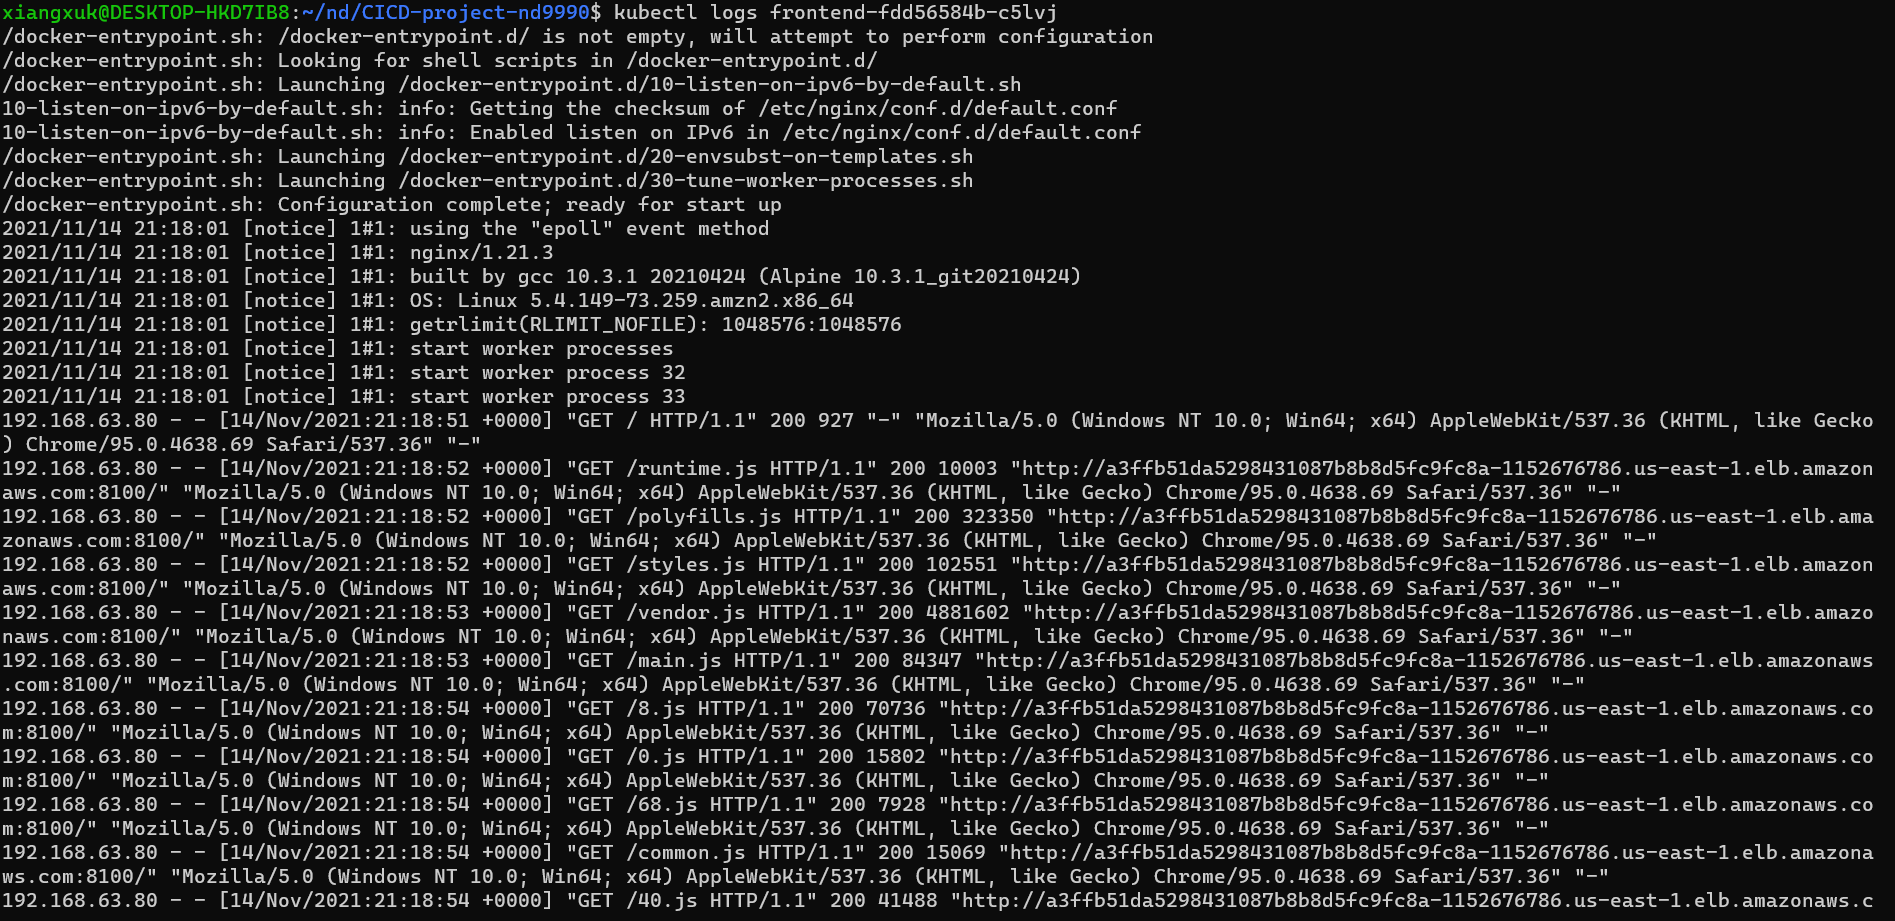 xiangxuk@DESKTOP-HKD7IB8:~/nd/CICD-project-nd9990$ kubectl logs frontend-fdd56584b-c5lvj
/docker-entrypoint.sh: /docker-entrypoint.d/ is not empty, will attempt to perform configuration
/docker-entrypoint.sh: Looking for shell scripts in /docker-entrypoint.d/
/docker-entrypoint.sh: Launching /docker-entrypoint.d/10-listen-on-ipv6-by-default.sh
10-listen-on-ipv6-by-default.sh: info: Getting the checksum of /etc/nginx/conf.d/default.conf
10-listen-on-ipv6-by-default.sh: info: Enabled listen on IPv6 in /etc/nginx/conf.d/default.conf
/docker-entrypoint.sh: Launching /docker-entrypoint.d/20-envsubst-on-templates.sh
/docker-entrypoint.sh: Launching /docker-entrypoint.d/30-tune-worker-processes.sh
/docker-entrypoint.sh: Configuration complete; ready for start up
2021/11/14 21:18:01 [notice] 1#1: using the "epoll" event method
2021/11/14 21:18:01 [notice] 1#1: nginx/1.21.3
2021/11/14 21:18:01 [notice] 1#1: built by gcc 10.3.1 20210424 (Alpine 10.3.1_git20210424)
2021/11/14 21:18:01 [notice] 1#1: OS: Linux 5.4.149-73.259.amzn2.x86_64
2021/11/14 21:18:01 [notice] 1#1: getrlimit(RLIMIT_NOFILE): 1048576:1048576
2021/11/14 21:18:01 [notice] 1#1: start worker processes
2021/11/14 21:18:01 [notice] 1#1: start worker process 32
2021/11/14 21:18:01 [notice] 1#1: start worker process 33
192.168.63.80 - - [14/Nov/2021:21:18:51 +0000] "GET / HTTP/1.1" 200 927 "-" "Mozilla/5.0 (Windows NT 10.0; Win64; x64) AppleWebKit/537.36 (KHTML, like Gecko
) Chrome/95.0.4638.69 Safari/537.36" "-"
192.168.63.80 - - [14/Nov/2021:21:18:52 +0000] "GET /runtime.js HTTP/1.1" 200 10003 "http://a3ffb51da5298431087b8b8d5fc9fc8a-1152676786.us-east-1.elb.amazon
aws.com:8100/" "Mozilla/5.0 (Windows NT 10.0; Win64; x64) AppleWebKit/537.36 (KHTML, like Gecko) Chrome/95.0.4638.69 Safari/537.36" "-"
192.168.63.80 - - [14/Nov/2021:21:18:52 +0000] "GET /polyfills.js HTTP/1.1" 200 323350 "http://a3ffb51da5298431087b8b8d5fc9fc8a-1152676786.us-east-1.elb.ama
zonaws.com:8100/" "Mozilla/5.0 (Windows NT 10.0; Win64; x64) AppleWebKit/537.36 (KHTML, like Gecko) Chrome/95.0.4638.69 Safari/537.36" "-"
192.168.63.80 - - [14/Nov/2021:21:18:52 +0000] "GET /styles.js HTTP/1.1" 200 102551 "http://a3ffb51da5298431087b8b8d5fc9fc8a-1152676786.us-east-1.elb.amazon
aws.com:8100/" "Mozilla/5.0 (Windows NT 10.0; Win64; x64) AppleWebKit/537.36 (KHTML, like Gecko) Chrome/95.0.4638.69 Safari/537.36" "-"
192.168.63.80 - - [14/Nov/2021:21:18:53 +0000] "GET /vendor.js HTTP/1.1" 200 4881602 "http://a3ffb51da5298431087b8b8d5fc9fc8a-1152676786.us-east-1.elb.amazo
naws.com:8100/" "Mozilla/5.0 (Windows NT 10.0; Win64; x64) AppleWebKit/537.36 (KHTML, like Gecko) Chrome/95.0.4638.69 Safari/537.36" "-"
192.168.63.80 - - [14/Nov/2021:21:18:53 +0000] "GET /main.js HTTP/1.1" 200 84347 "http://a3ffb51da5298431087b8b8d5fc9fc8a-1152676786.us-east-1.elb.amazonaws
.com:8100/" "Mozilla/5.0 (Windows NT 10.0; Win64; x64) AppleWebKit/537.36 (KHTML, like Gecko) Chrome/95.0.4638.69 Safari/537.36" "-"
192.168.63.80 - - [14/Nov/2021:21:18:54 +0000] "GET /8.js HTTP/1.1" 200 70736 "http://a3ffb51da5298431087b8b8d5fc9fc8a-1152676786.us-east-1.elb.amazonaws.co
m:8100/" "Mozilla/5.0 (Windows NT 10.0; Win64; x64) AppleWebKit/537.36 (KHTML, like Gecko) Chrome/95.0.4638.69 Safari/537.36" "-"
192.168.63.80 - - [14/Nov/2021:21:18:54 +0000] "GET /0.js HTTP/1.1" 200 15802 "http://a3ffb51da5298431087b8b8d5fc9fc8a-1152676786.us-east-1.elb.amazonaws.co
m:8100/" "Mozilla/5.0 (Windows NT 10.0; Win64; x64) AppleWebKit/537.36 (KHTML, like Gecko) Chrome/95.0.4638.69 Safari/537.36" "-"
192.168.63.80 - - [14/Nov/2021:21:18:54 +0000] "GET /68.js HTTP/1.1" 200 7928 "http://a3ffb51da5298431087b8b8d5fc9fc8a-1152676786.us-east-1.elb.amazonaws.co
m:8100/" "Mozilla/5.0 (Windows NT 10.0; Win64; x64) AppleWebKit/537.36 (KHTML, like Gecko) Chrome/95.0.4638.69 Safari/537.36" "-"
192.168.63.80 - - [14/Nov/2021:21:18:54 +0000] "GET /common.js HTTP/1.1" 200 15069 "http://a3ffb51da5298431087b8b8d5fc9fc8a-1152676786.us-east-1.elb.amazona
ws.com:8100/" "Mozilla/5.0 (Windows NT 10.0; Win64; x64) AppleWebKit/537.36 (KHTML, like Gecko) Chrome/95.0.4638.69 Safari/537.36" "-"
192.168.63.80 - - [14/Nov/2021:21:18:54 +0000] "GET /40.js HTTP/1.1" 200 41488 "http://a3ffb51da5298431087b8b8d5fc9fc8a-1152676786.us-east-1.elb.amazonaws.c